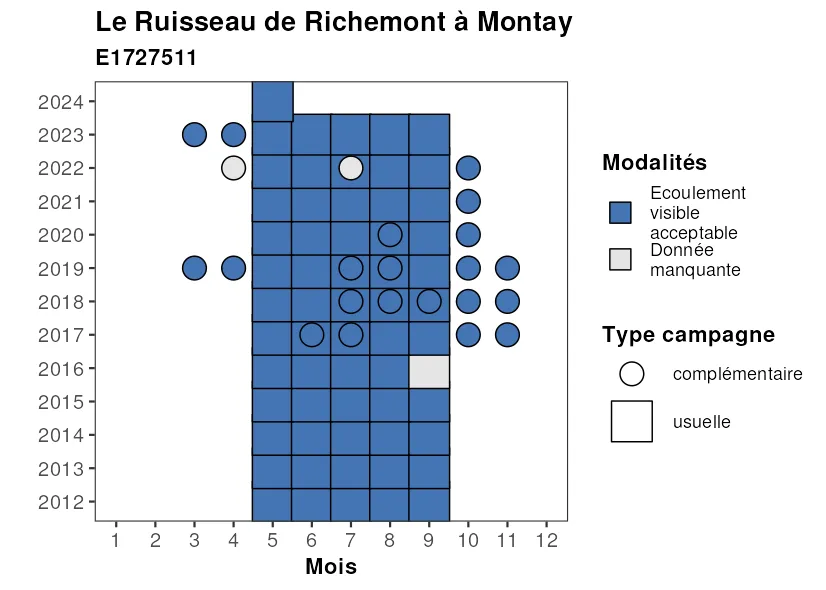 Le Ruisseau de Richemont à Montay
E1727511
2024
2023
2022
2021
2020
2019
2018
2017
2016
2015
2014
2013
2012
1 2 3 4 5 6 7 8 9 10 11 12
Mois
Modalités
Ecoulement
visible
acceptable
Donnée
manquante
Type campagne
complémentaire
usuelle